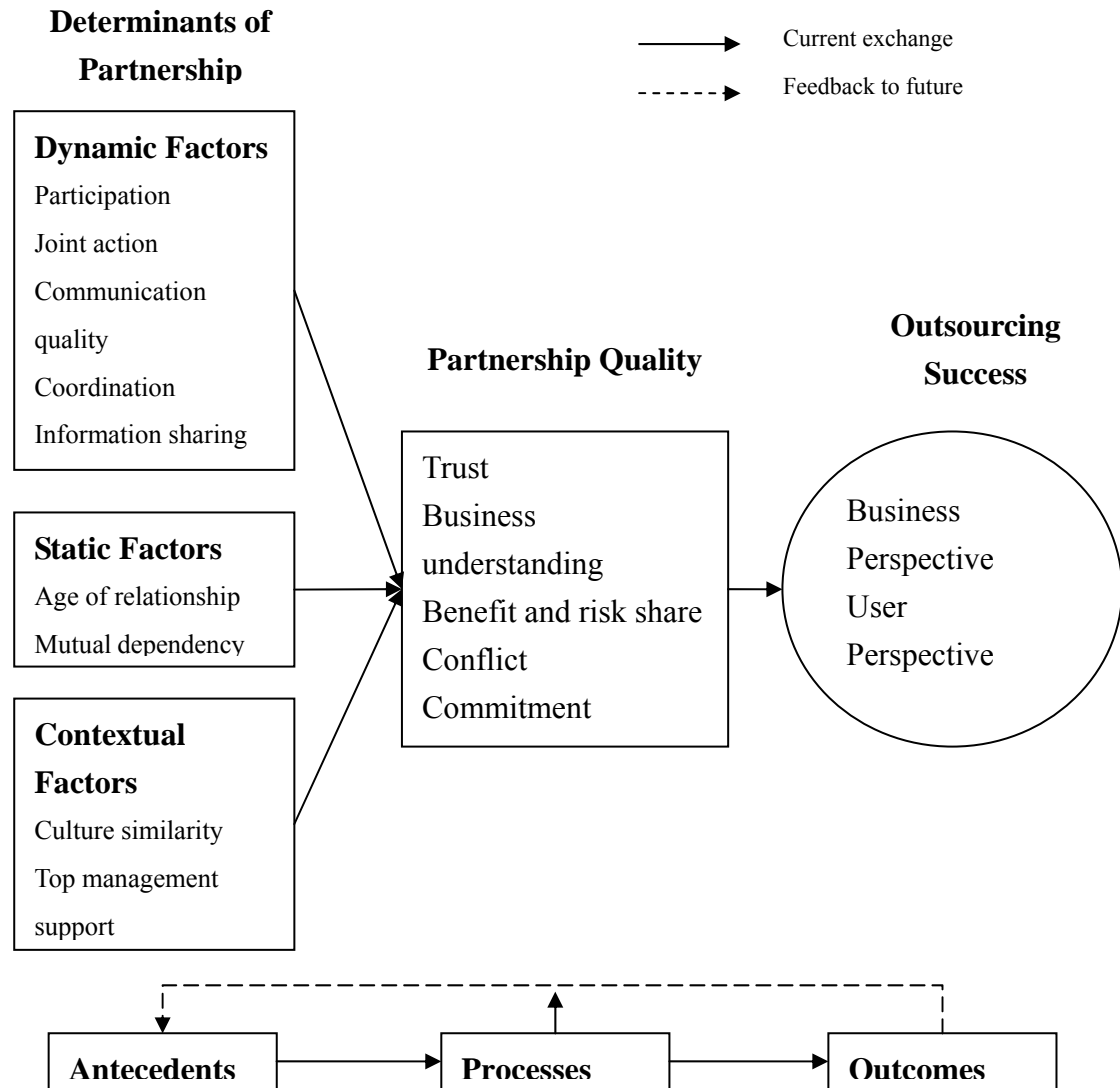 Determinants of
Partnership
Current exchange
Feedback to future
Dynamic Factors
Participation
Joint action
Communication
quality
Coordination
Information sharing
Static Factors
Age of relationship
Mutual dependency
Contextual
Factors
Culture similarity
Top management
support
Partnership Quality
Trust
Business
understanding
Benefit and risk share
Conflict
Commitment
Outsourcing
Success
Business
Perspective
User
Perspective
Antecedents
Processes
Outcomes